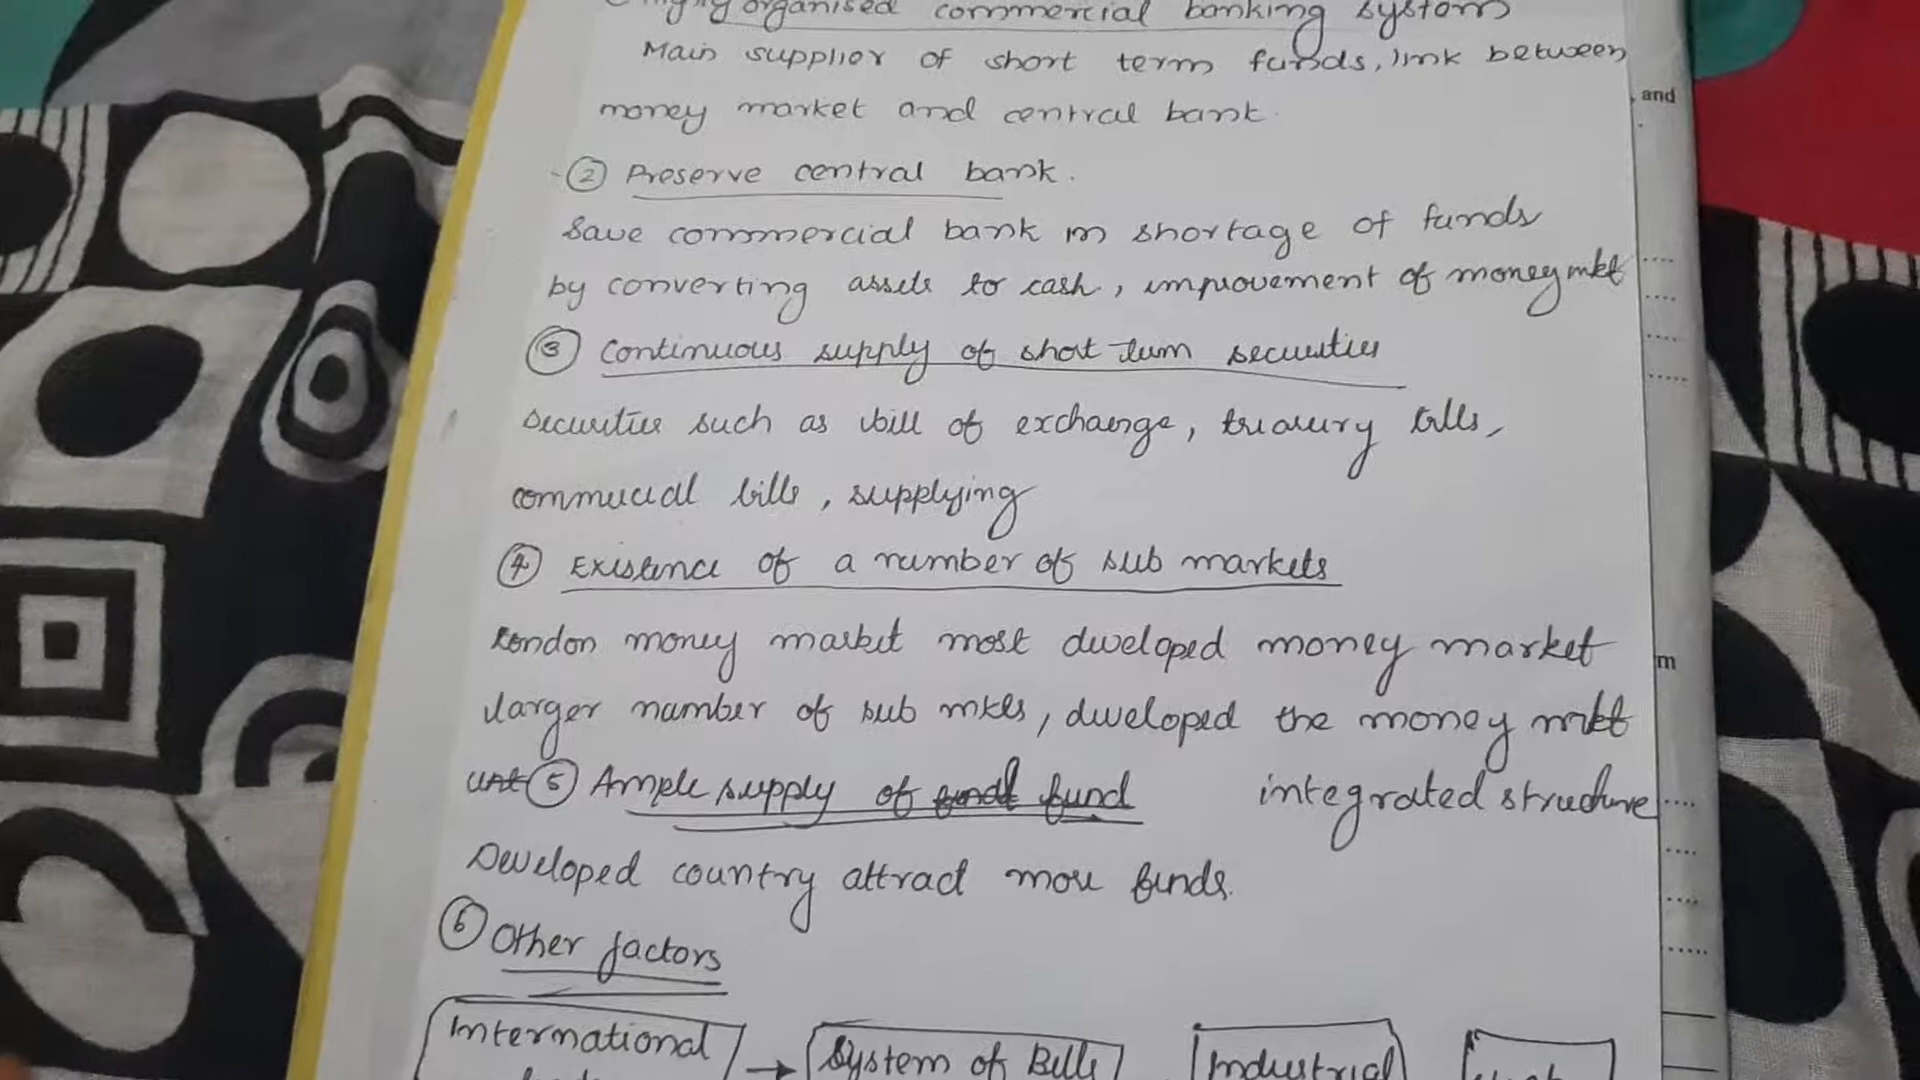 Highly organised commercial banking system
Main supplier of short term funds, link between
money market and central bank.
② Preserve central bank.
Save commercial bank in shortage of funds
by converting assets to cash, improvement of money mkt
③ Continuous supply of short term securities
Securities such as bill of exchange, treasury bills,
commercial bills, supplying
④ Existence of a number of sub markets
London money market most developed money market
larger number of sub mkts, developed the money mkt
⑤ Ample supply of fund
integrated structure
Developed country attract more funds.
⑥ Other factors
International
→ System of Bills
Industrial
and
m